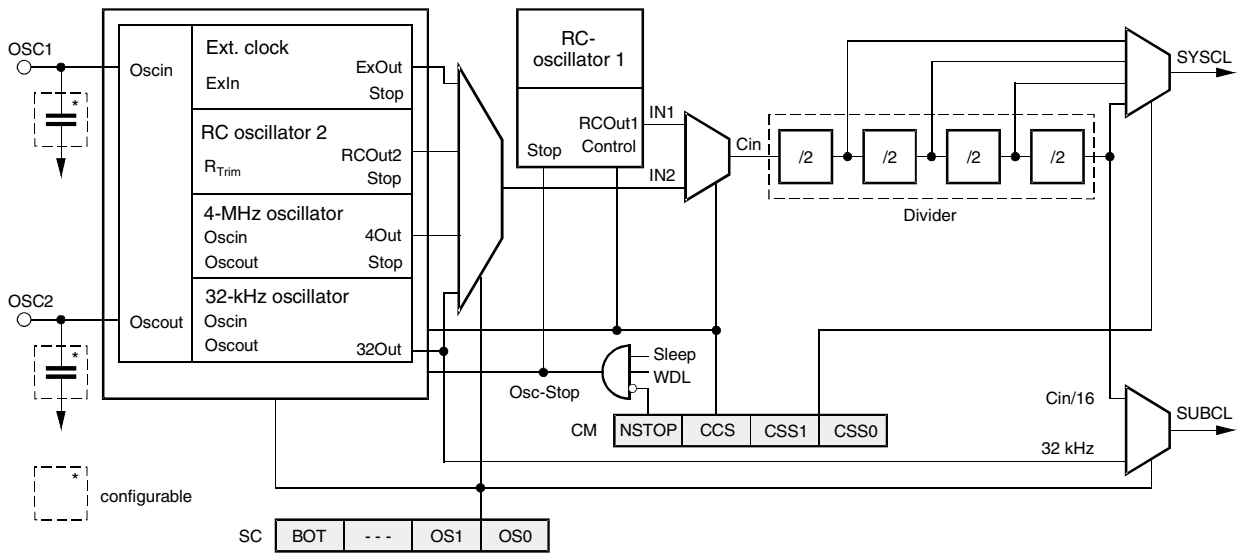 OSC1
Oscin
Ext. clock
ExIn
ExOut
Stop
RC oscillator 2
RTrim
RCOut2
Stop
4-MHz oscillator
Oscin
Oscout
4Out
Stop
32-kHz oscillator
Oscin
Oscout
32Out
OSC2
Oscout
*
*
*
configurable
RC-
oscillator 1
RCOut1
Control
Stop
IN1
IN2
Cin
/2
/2
/2
/2
Divider
SYSCL
Sleep
WDL
Osc-Stop
CM
NSTOP
CCS
CSS1
CSS0
Cin/16
32 kHz
SUBCL
SC
BOT
- - -
OS1
OS0